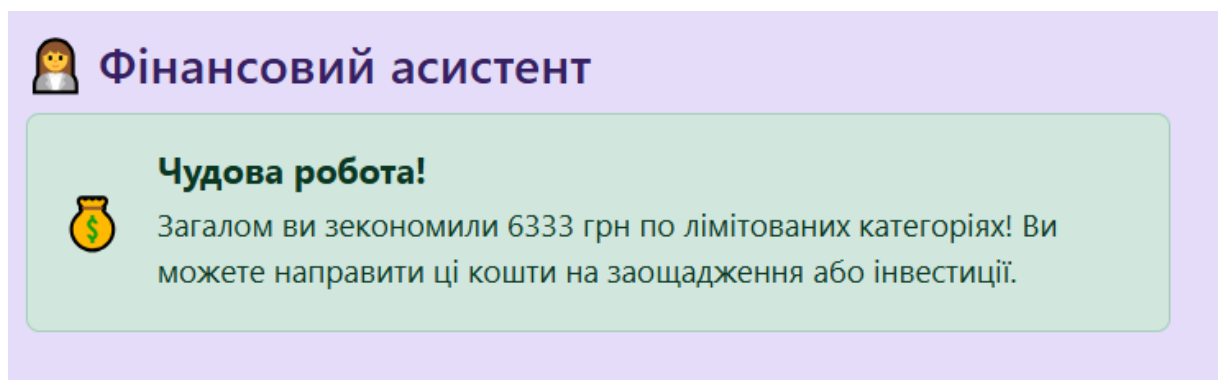 Фінансовий асистент
Чудова робота!
Загалом ви зекономили 6333 грн по лімітованих категоріях! Ви
можете направити ці кошти на заощадження або інвестиції.